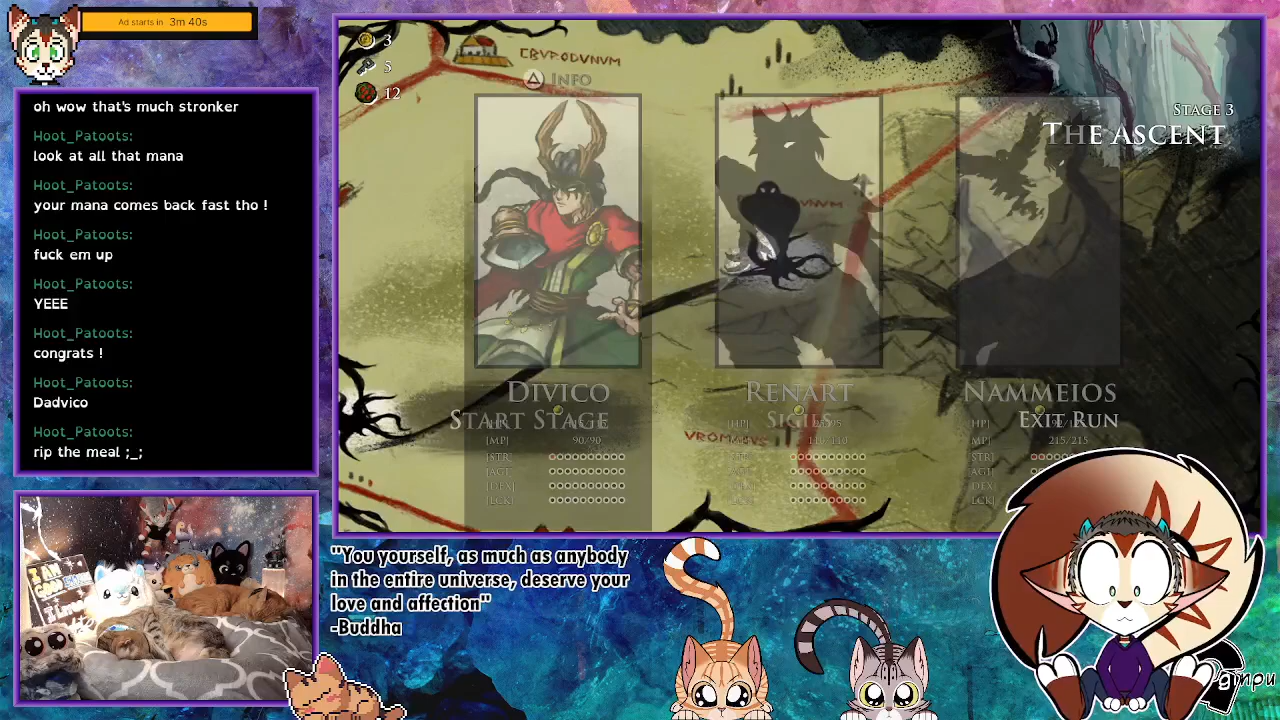 Ad starts in 3m 40s
oh wow that's much stronker
Hoot_Patoots:
look at all that mana
Hoot_Patoots:
your mana comes back fast tho !
Hoot_Patoots:
fuck em up
Hoot_Patoots:
YEEE
Hoot_Patoots:
congrats !
Hoot_Patoots:
Dadvico
Hoot_Patoots:
rip the meal ;_;
3
5
12
EBVRODVNVM
INFO
STAGE 3
THE ASCENT
DIVICO
RENART
NAMMEIOS
START STAGE
SIGILS
EXIT RUN
[MP] 90/90
110/110
MP] 215/215
[STR]
[AGI]
[DEX]
[LCK]
"You yourself, as much as anybody
in the entire universe, deserve your
love and affection"
-Buddha